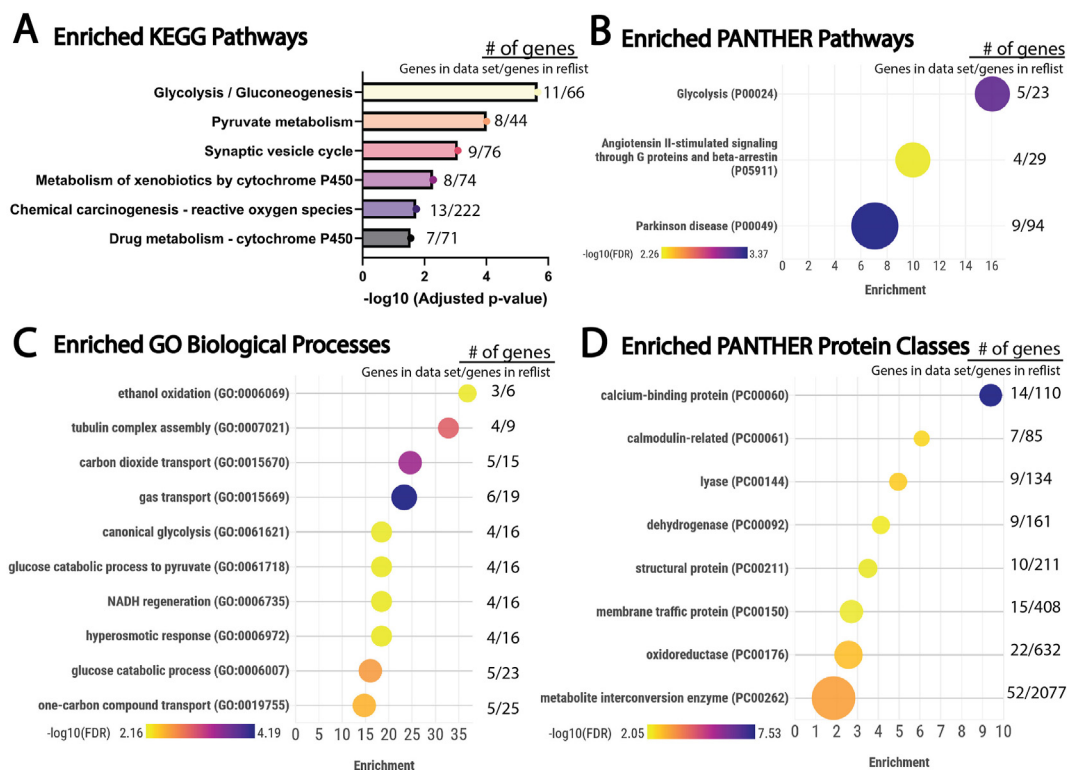 A Enriched KEGG Pathways
# of genes
Genes in data set/genes in reflist
Glycolysis / Gluconeogenesis 11/66
Pyruvate metabolism 8/44
Synaptic vesicle cycle 9/76
Metabolism of xenobiotics by cytochrome P450 8/74
Chemical carcinogenesis - reactive oxygen species 13/222
Drug metabolism - cytochrome P450 7/71
0 2 4 6
-log10 (Adjusted p-value)
B Enriched PANTHER Pathways
# of genes
Genes in data set/genes in reflist
Glycolysis (P00024) 5/23
Angiotensin II-stimulated signaling
through G proteins and beta-arrestin 4/29
(P05911)
Parkinson disease (P00049) 9/94
-log10(FDR) 2.26 3.37
0 2 4 6 8 10 12 14 16
Enrichment
C Enriched GO Biological Processes
# of genes
Genes in data set/genes in reflist
ethanol oxidation (GO:0006069) 3/6
tubulin complex assembly (GO:0007021) 4/9
carbon dioxide transport (GO:0015670) 5/15
gas transport (GO:0015669) 6/19
canonical glycolysis (GO:0061621) 4/16
glucose catabolic process to pyruvate (GO:0061718) 4/16
NADH regeneration (GO:0006735) 4/16
hyperosmotic response (GO:0006972) 4/16
glucose catabolic process (GO:0006007) 5/23
one-carbon compound transport (GO:0019755) 5/25
-log10(FDR) 2.16 4.19
0 5 10 15 20 25 30 35
Enrichment
D Enriched PANTHER Protein Classes
# of genes
Genes in data set/genes in reflist
calcium-binding protein (PC00060) 14/110
calmodulin-related (PC00061) 7/85
lyase (PC00144) 9/134
dehydrogenase (PC00092) 9/161
structural protein (PC00211) 10/211
membrane traffic protein (PC00150) 15/408
oxidoreductase (PC00176) 22/632
metabolite interconversion enzyme (PC00262) 52/2077
-log10(FDR) 2.05 7.53
0 1 2 3 4 5 6 7 8 9 10
Enrichment